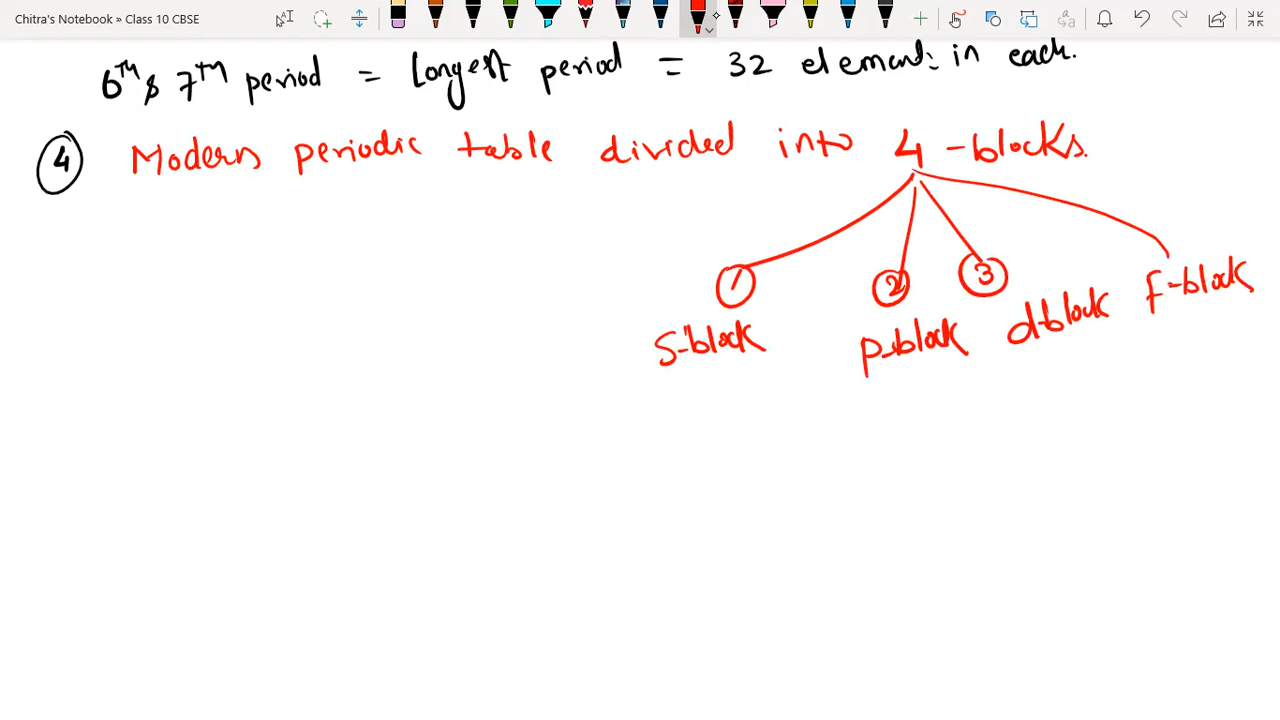 Chitra's Notebook » Class 10 CBSE
6th & 7th period = Longest period = 32 elements in each.
4 Modern periodic table divided into 4-blocks.
1 2 3
S-block p-block d-block f-block